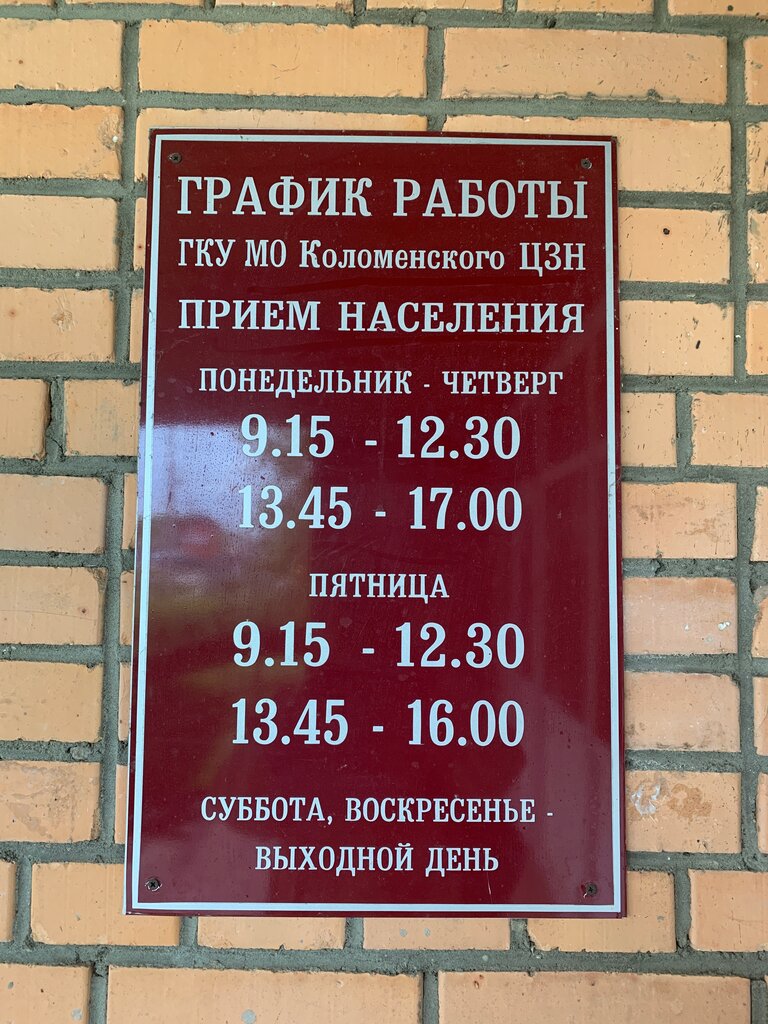 ГРАФИК РАБОТЫ
ГКУ МО Коломенского ЦЗН
ПРИЕМ НАСЕЛЕНИЯ
ПОНЕДЕЛЬНИК - ЧЕТВЕРГ
9.15 - 12.30
13.45 - 17.00
ПЯТНИЦА
9.15 - 12.30
13.45 - 16.00
СУББОТА, ВОСКРЕСЕНЬЕ -
ВЫХОДНОЙ ДЕНЬ